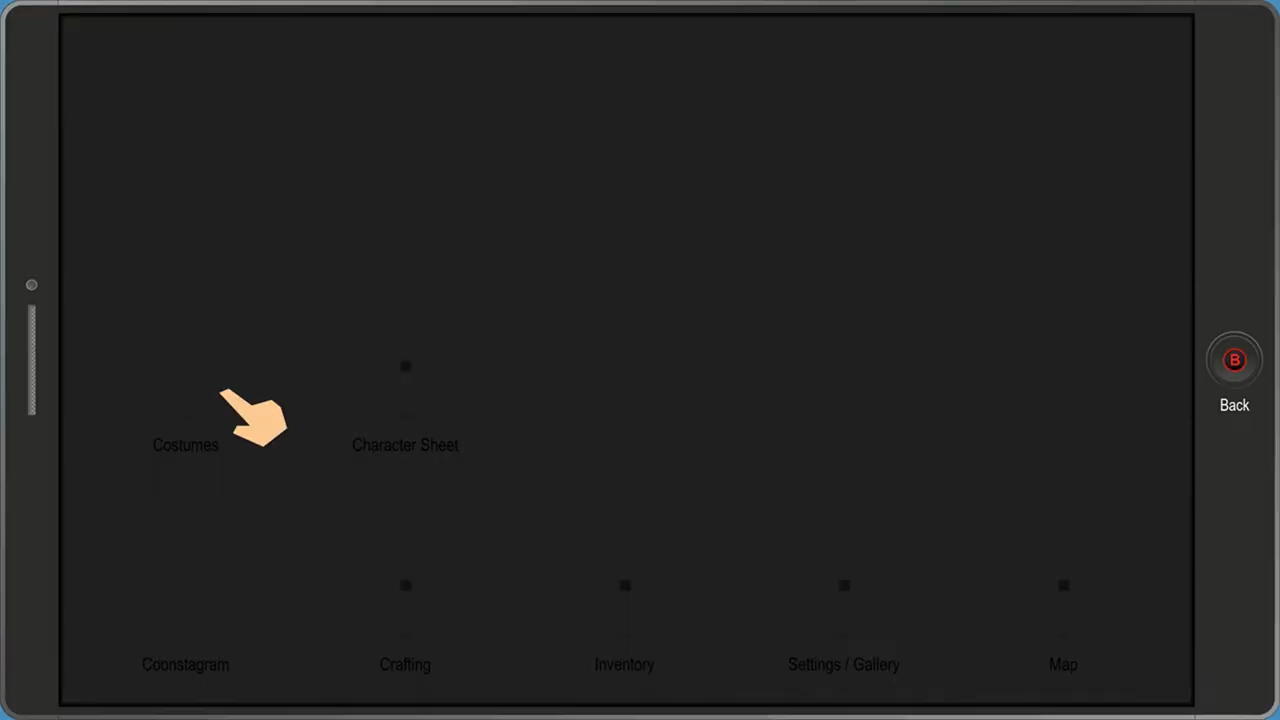 B
Back
Costumes
Character Sheet
Coonstagram
Crafting
Inventory
Settings / Gallery
Map